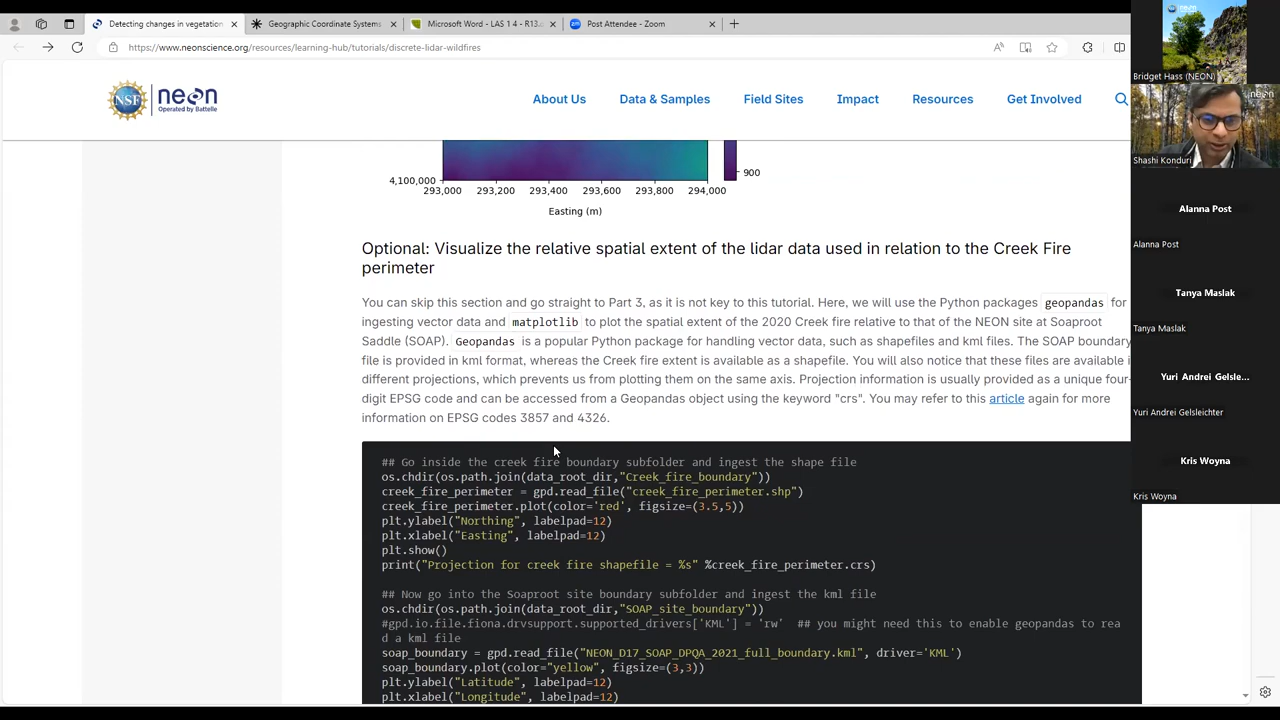 Detecting changes in vegetation
Geographic Coordinate Systems
Microsoft Word - LAS 1 4 - R13.
Post Attendee - Zoom
https://www.neonscience.org/resources/learning-hub/tutorials/discrete-lidar-wildfires
NSF
neon
Operated by Battelle
About Us
Data & Samples
Field Sites
Impact
Resources
Get Involved
4,100,000
900
293,000
293,200
293,400
293,600
293,800
294,000
Easting (m)
Optional: Visualize the relative spatial extent of the lidar data used in relation to the Creek Fire
perimeter
You can skip this section and go straight to Part 3, as it is not key to this tutorial. Here, we will use the Python packages geopandas for
ingesting vector data and matplotlib to plot the spatial extent of the 2020 Creek fire relative to that of the NEON site at Soaproot
Saddle (SOAP). Geopandas is a popular Python package for handling vector data, such as shapefiles and kml files. The SOAP boundary
file is provided in kml format, whereas the Creek fire extent is available as a shapefile. You will also notice that these files are available i
different projections, which prevents us from plotting them on the same axis. Projection information is usually provided as a unique four-
digit EPSG code and can be accessed from a Geopandas object using the keyword "crs". You may refer to this article again for more
information on EPSG codes 3857 and 4326.
## Go inside the creek fire boundary subfolder and ingest the shape file
os.chdir(os.path.join(data_root_dir,"Creek_fire_boundary"))
creek_fire_perimeter = gpd.read_file("creek_fire_perimeter.shp")
creek_fire_perimeter.plot(color='red', figsize=(3.5,5))
plt.ylabel("Northing", labelpad=12)
plt.xlabel("Easting", labelpad=12)
plt.show()
print("Projection for creek fire shapefile = %s" %creek_fire_perimeter.crs)
## Now go into the Soaproot site boundary subfolder and ingest the kml file
os.chdir(os.path.join(data_root_dir,"SOAP_site_boundary"))
#gpd.io.file.fiona.drvsupport.supported_drivers['KML'] = 'rw'  ## you might need this to enable geopandas to rea
d a kml file
soap_boundary = gpd.read_file("NEON_D17_SOAP_DPQA_2021_full_boundary.kml", driver='KML')
soap_boundary.plot(color="yellow", figsize=(3,3))
plt.ylabel("Latitude", labelpad=12)
plt.xlabel("Longitude", labelpad=12)
Bridget Hass (NEON)
neon
Shashi Konduri
Alanna Post
Alanna Post
Tanya Maslak
Tanya Maslak
Yuri Andrei Gelsle...
Yuri Andrei Gelsleichter
Kris Woyna
Kris Woyna